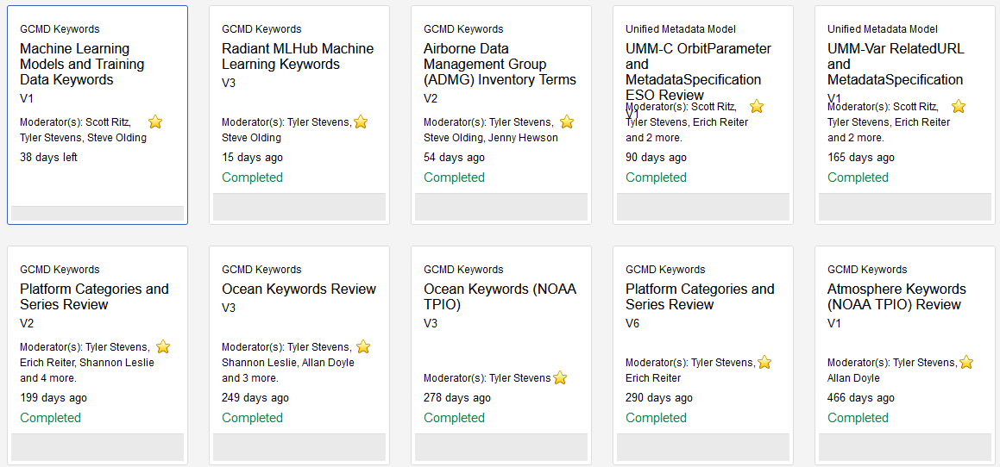 GCMD Keywords
Machine Learning
Models and Training
Data Keywords
V1
Moderator(s): Scott Ritz,
Tyler Stevens, Steve Olding
38 days left
GCMD Keywords
Radiant MLHub Machine
Learning Keywords
V3
Moderator(s): Tyler Stevens,
Steve Olding
15 days ago
Completed
GCMD Keywords
Airborne Data
Management Group
(ADMG) Inventory Terms
V2
Moderator(s): Tyler Stevens,
Steve Olding, Jenny Hewson
54 days ago
Completed
Unified Metadata Model
UMM-C OrbitParameter
and
MetadataSpecification
ESO Review
V1
Moderator(s): Scott Ritz,
Tyler Stevens, Erich Reiter
and 2 more.
90 days ago
Completed
Unified Metadata Model
UMM-Var RelatedURL
and
MetadataSpecification
V1
Moderator(s): Scott Ritz,
Tyler Stevens, Erich Reiter
and 2 more.
165 days ago
Completed
GCMD Keywords
Platform Categories and
Series Review
V2
Moderator(s): Tyler Stevens,
Erich Reiter, Shannon Leslie
and 4 more.
199 days ago
Completed
GCMD Keywords
Ocean Keywords Review
V3
Moderator(s): Tyler Stevens,
Shannon Leslie, Allan Doyle
and 3 more.
249 days ago
Completed
GCMD Keywords
Ocean Keywords (NOAA
TPIO)
V3
Moderator(s): Tyler Stevens
278 days ago
Completed
GCMD Keywords
Platform Categories and
Series Review
V6
Moderator(s): Tyler Stevens,
Erich Reiter
290 days ago
Completed
GCMD Keywords
Atmosphere Keywords
(NOAA TPIO) Review
V1
Moderator(s): Tyler Stevens,
Allan Doyle
466 days ago
Completed